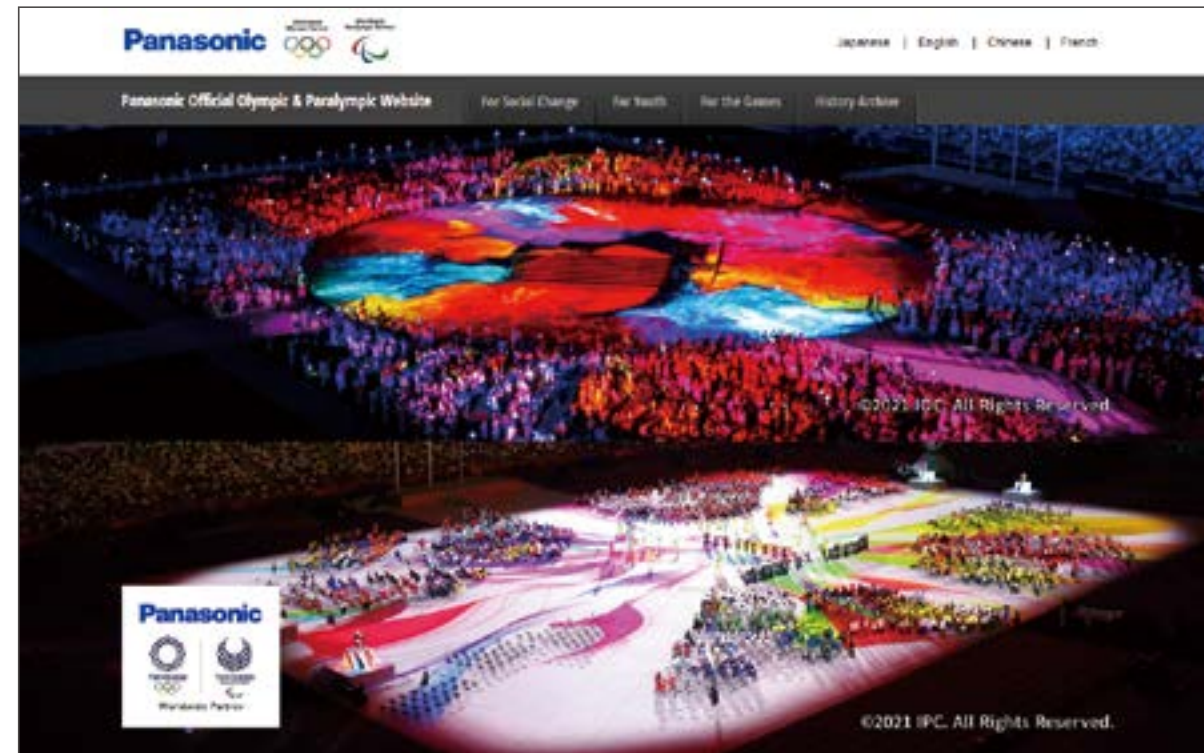 Panasonic
Japanese | English | Chinese | French
Panasonic Official Olympic & Paralympic Website
For Social Change
For Youth
For the Games
History Archive
©2021 IOC. All Rights Reserved.
Panasonic
Worldwide Partner
©2021 IPC. All Rights Reserved.